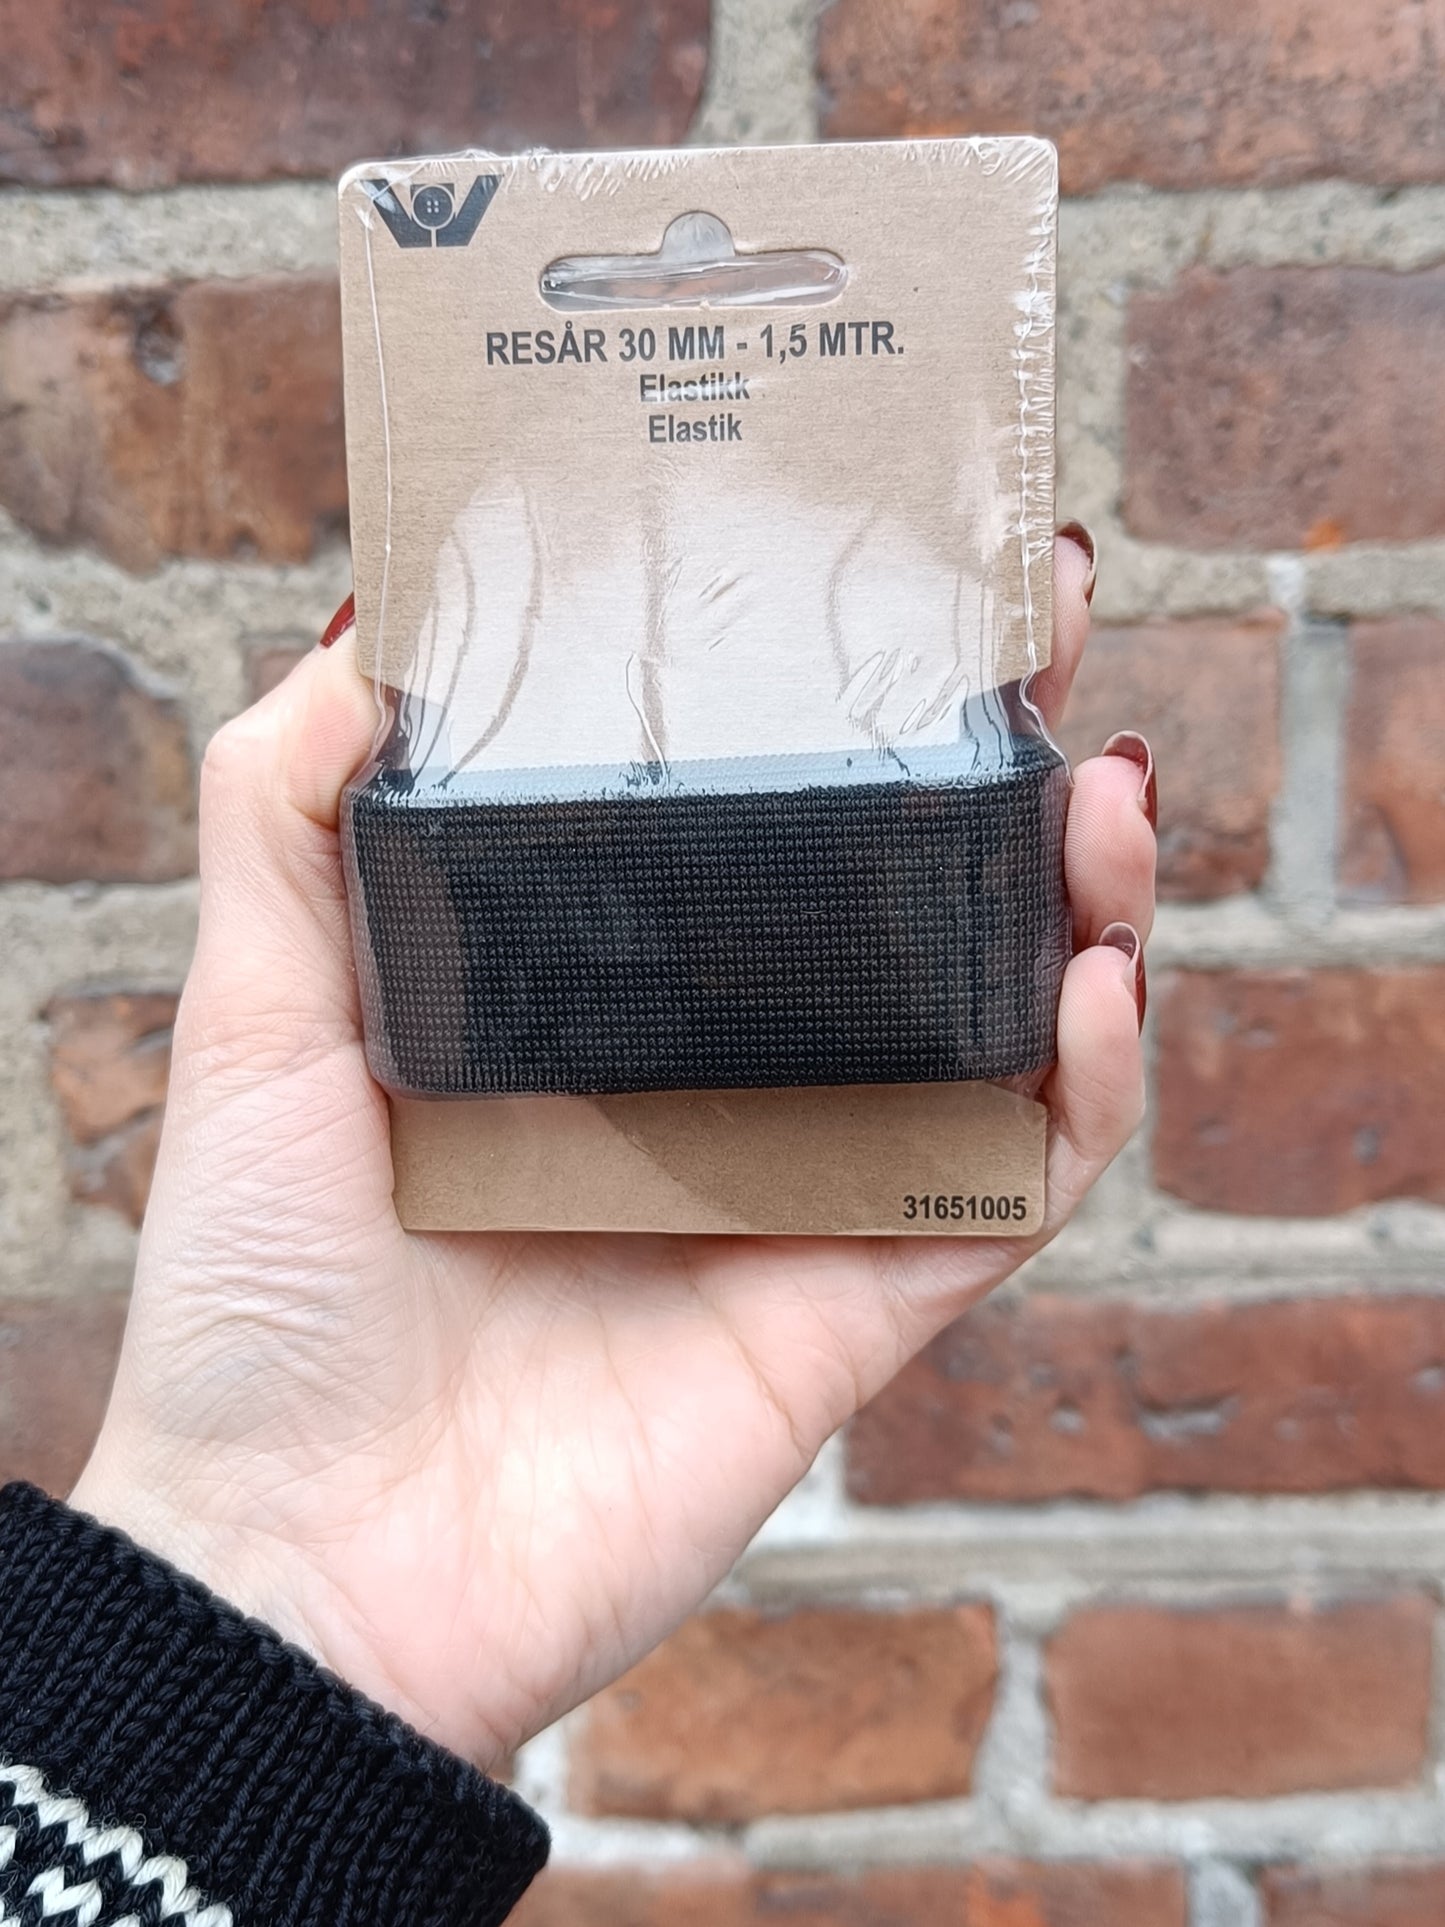 RESÅR 30 MM - 1,5 MTR.
Elastikk
Elastik
31651005